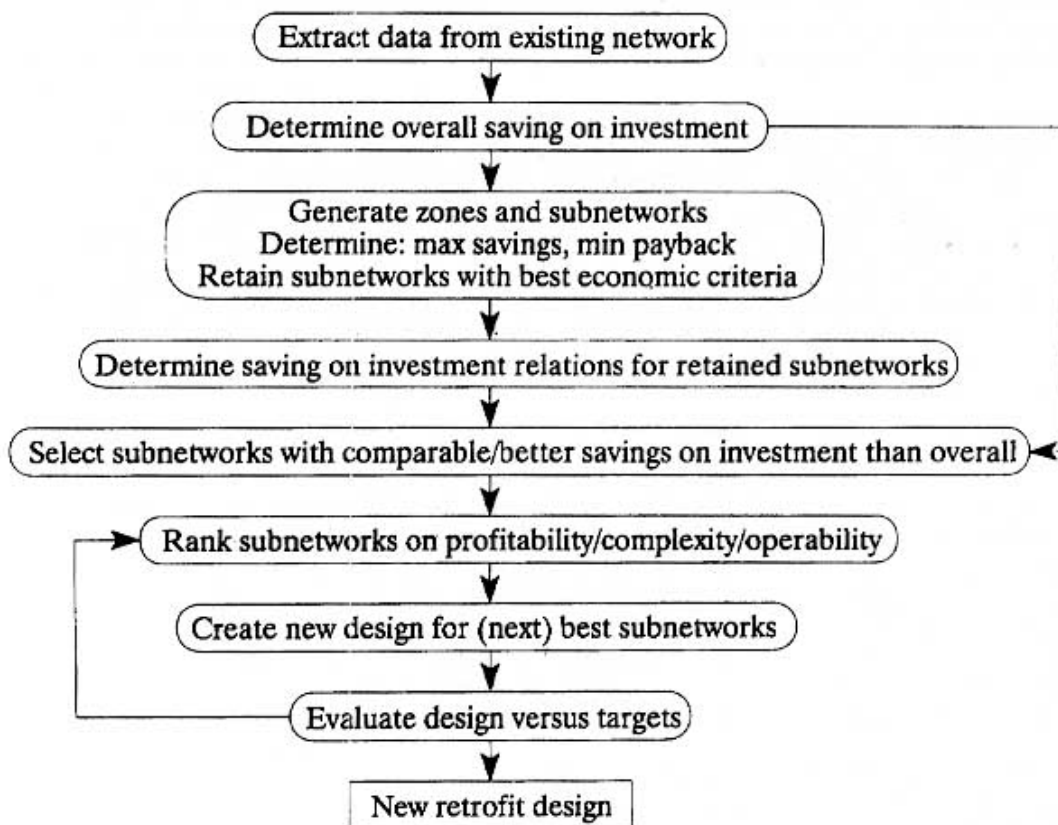 Extract data from existing network
Determine overall saving on investment
Generate zones and subnetworks
Determine: max savings, min payback
Retain subnetworks with best economic criteria
Determine saving on investment relations for retained subnetworks
Select subnetworks with comparable/better savings on investment than overall
Rank subnetworks on profitability/complexity/operability
Create new design for (next) best subnetworks
Evaluate design versus targets
New retrofit design